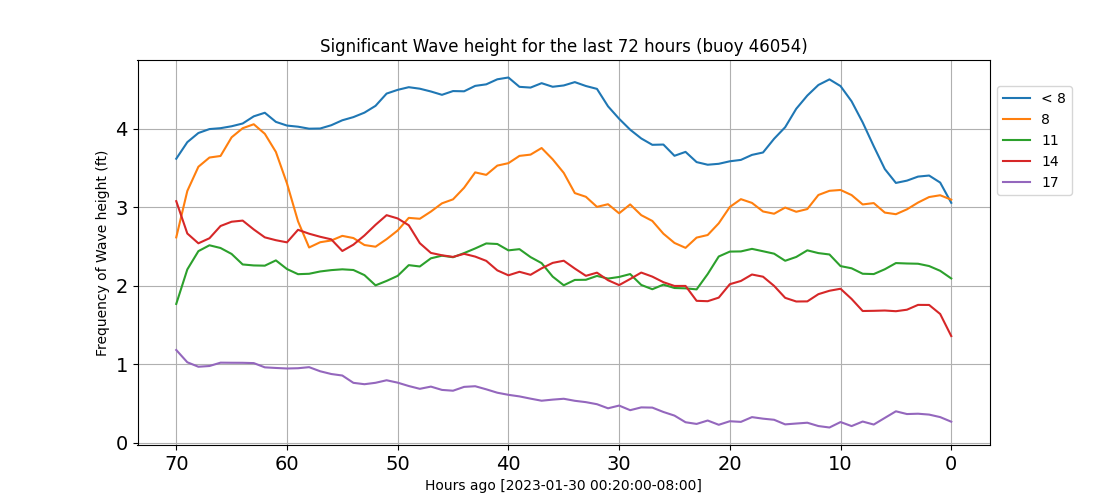 Significant Wave height for the last 72 hours (buoy 46054)
Frequency of Wave height (ft)
4
3
2
1
0
70 60 50 40 30 20 10 0
Hours ago [2023-01-30 00:20:00-08:00]
< 8
8
11
14
17